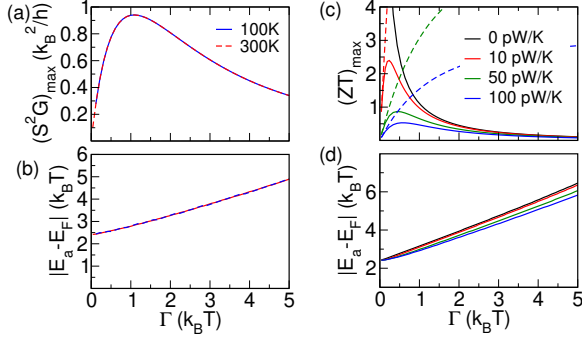 (a)
(S²G)max (kB²/h)
1
0.8
0.6
0.4
0.2
100K
300K
(b)
|Ea-EF| (kBT)
6
5
4
3
2
1
0 1 2 3 4 5
Γ (kBT)
(c)
(ZT)max
4
3
2
1
0 pW/K
10 pW/K
50 pW/K
100 pW/K
(d)
|Ea-EF| (kBT)
6
4
2
0 1 2 3 4 5
Γ (kBT)